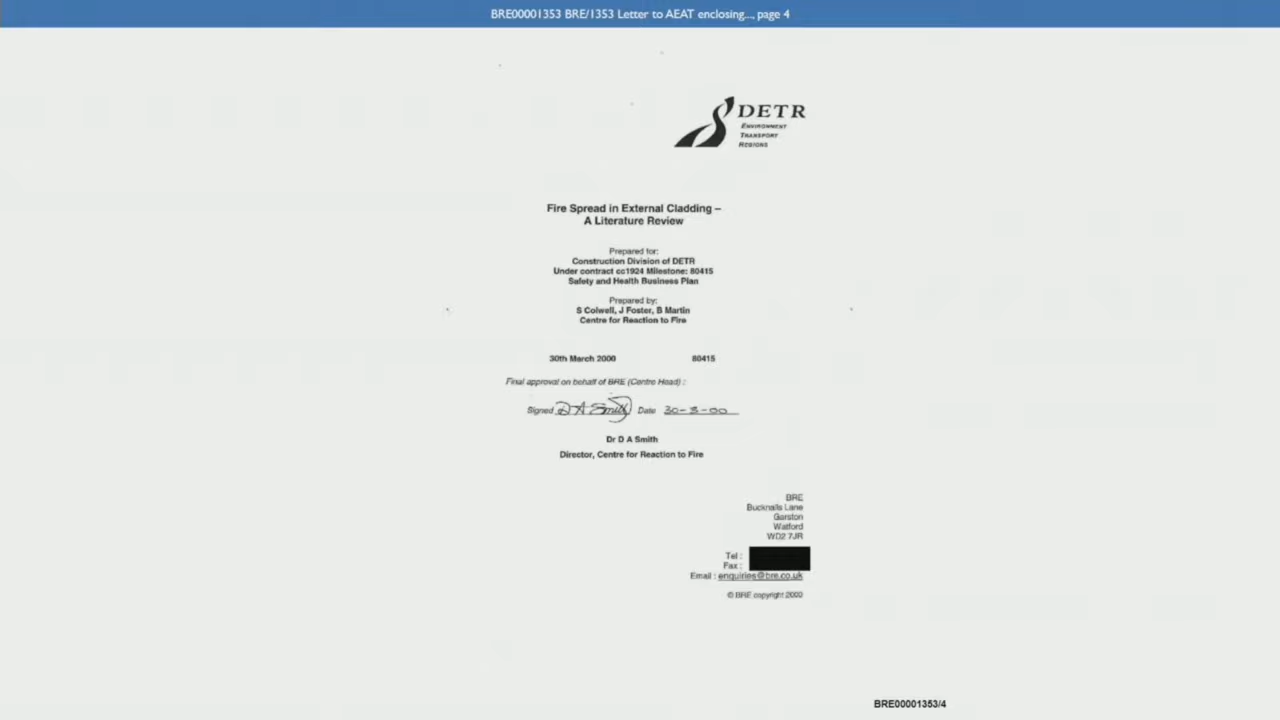 BRE00001353 BRE/1353 Letter to AEAT enclosing..., page 4
DETR
ENVIRONMENT
TRANSPORT
REGIONS
Fire Spread in External Cladding –
A Literature Review
Prepared for:
Construction Division of DETR
Under contract cc1924 Milestone: 80415
Safety and Health Business Plan
Prepared by:
S Colwell, J Foster, B Martin
Centre for Reaction to Fire
30th March 2000 80415
Final approval on behalf of BRE (Centre Head) :
Signed D A Smith Date 30-3-00
Dr D A Smith
Director, Centre for Reaction to Fire
BRE
Bucknalls Lane
Garston
Watford
WD2 7JR
Tel :
Fax :
Email : enquiries@bre.co.uk
© BRE copyright 2000
BRE00001353/4